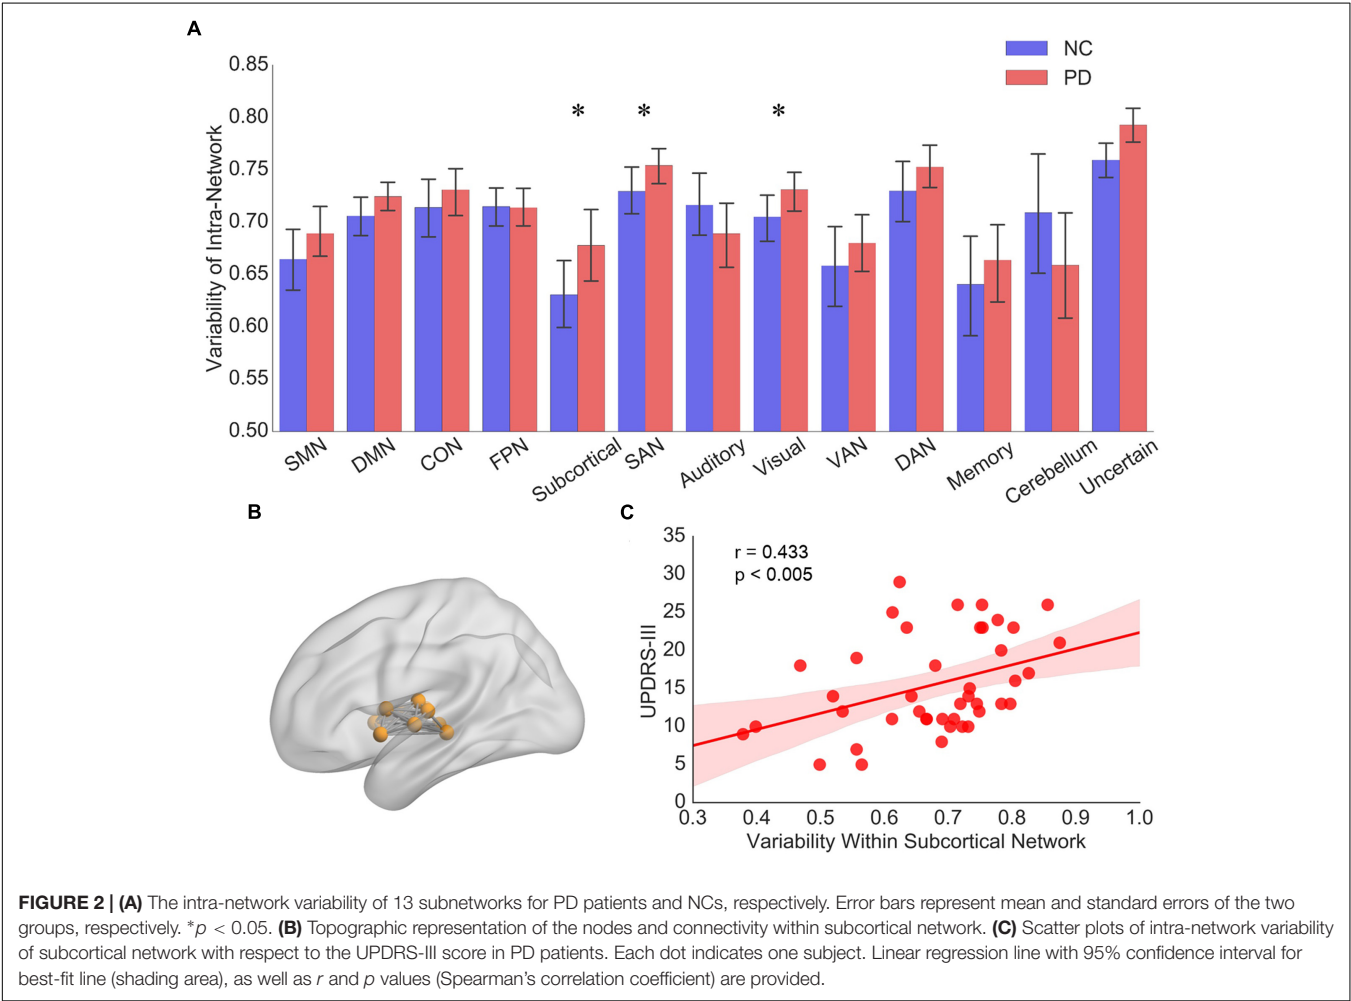 A
NC
PD
Variability of Intra-Network
0.85
0.80
0.75
0.70
0.65
0.60
0.55
0.50
* * *
SMN DMN CON FPN Subcortical SAN Auditory Visual VAN DAN Memory Cerebellum Uncertain
B
C
r = 0.433
p < 0.005
UPDRS-III
35
30
25
20
15
10
5
0
0.3 0.4 0.5 0.6 0.7 0.8 0.9 1.0
Variability Within Subcortical Network
FIGURE 2 | (A) The intra-network variability of 13 subnetworks for PD patients and NCs, respectively. Error bars represent mean and standard errors of the two
groups, respectively. *p < 0.05. (B) Topographic representation of the nodes and connectivity within subcortical network. (C) Scatter plots of intra-network variability
of subcortical network with respect to the UPDRS-III score in PD patients. Each dot indicates one subject. Linear regression line with 95% confidence interval for
best-fit line (shading area), as well as r and p values (Spearman's correlation coefficient) are provided.